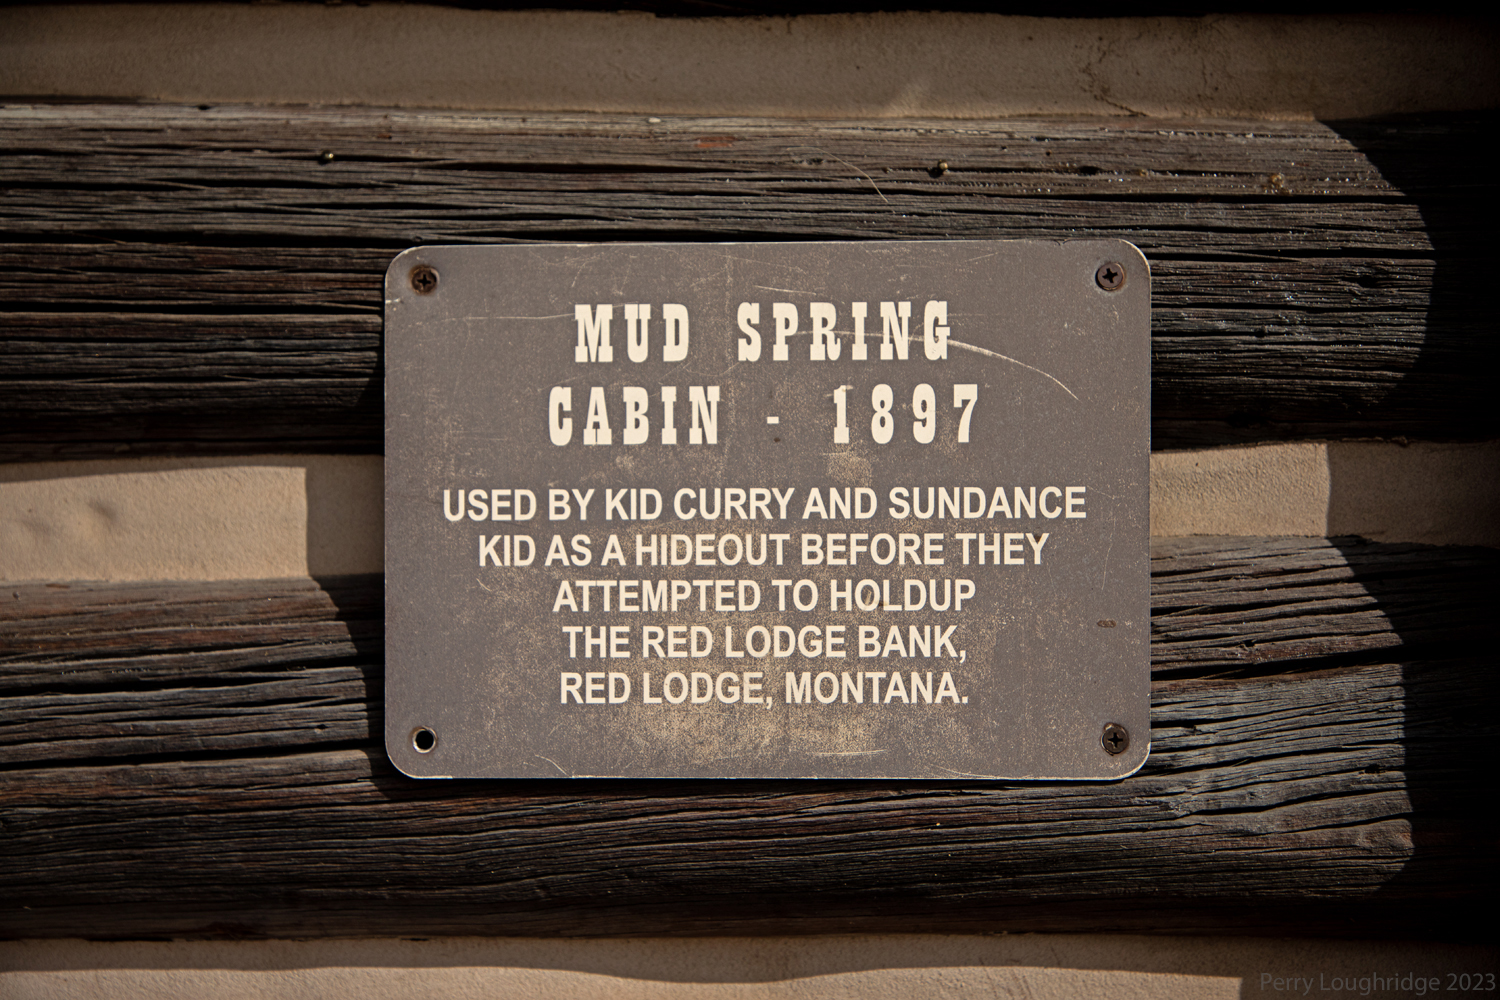 MUD SPRING
CABIN - 1897
USED BY KID CURRY AND SUNDANCE
KID AS A HIDEOUT BEFORE THEY
ATTEMPTED TO HOLDUP
THE RED LODGE BANK,
RED LODGE, MONTANA.
Perry Loughridge 2023